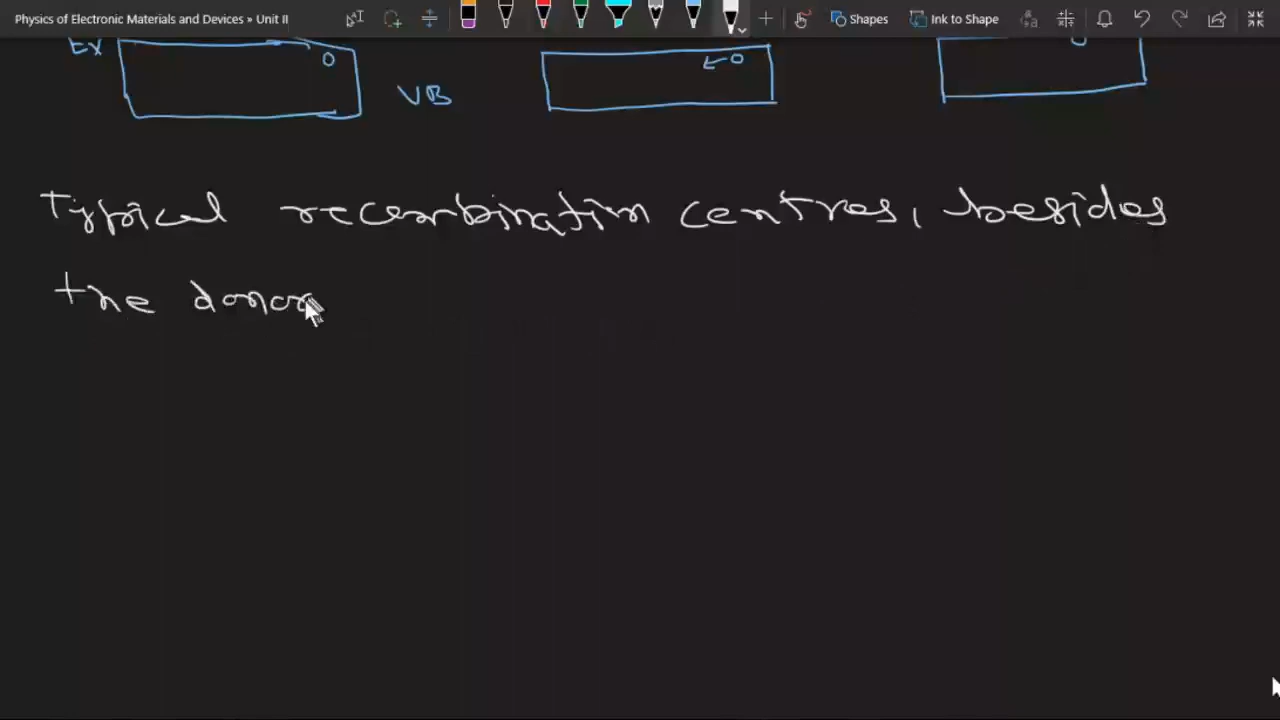 Physics of Electronic Materials and Devices » Unit II
Shapes
Ink to Shape
VB
Typical recombination centres, besides
the donor